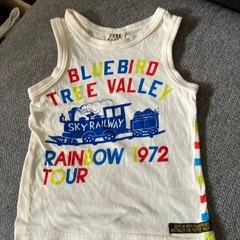 BLUEBIRD
TREE VALLEY
SKY RAILWAY
RAINBOW 1972
TOUR